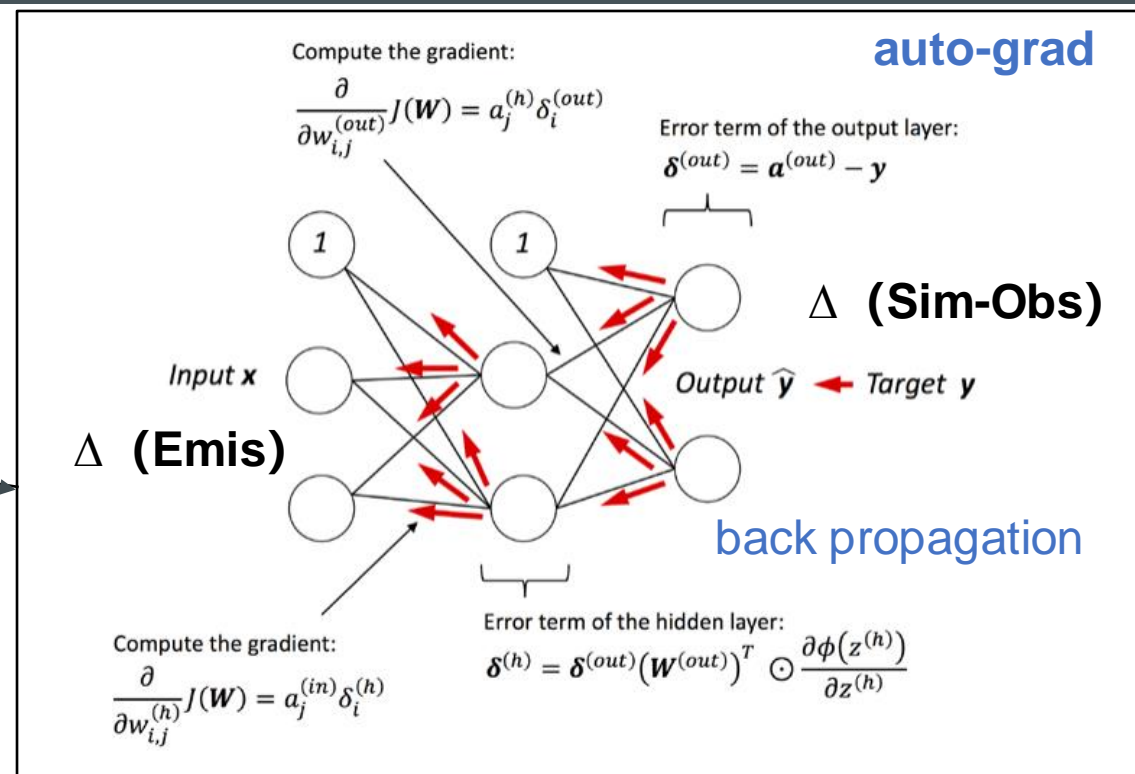 auto-grad
Compute the gradient:
∂/∂w_{i,j}^{(out)} J(W) = a_j^{(h)} δ_i^{(out)}
Error term of the output layer:
δ^{(out)} = a^{(out)} − y
1
1
Δ (Sim-Obs)
Input x
Output ŷ
Target y
Δ (Emis)
back propagation
Error term of the hidden layer:
δ^{(h)} = δ^{(out)} (W^{(out)})^T ⊙ ∂ϕ(z^{(h)})/∂z^{(h)}
Compute the gradient:
∂/∂w_{i,j}^{(h)} J(W) = a_j^{(in)} δ_i^{(h)}